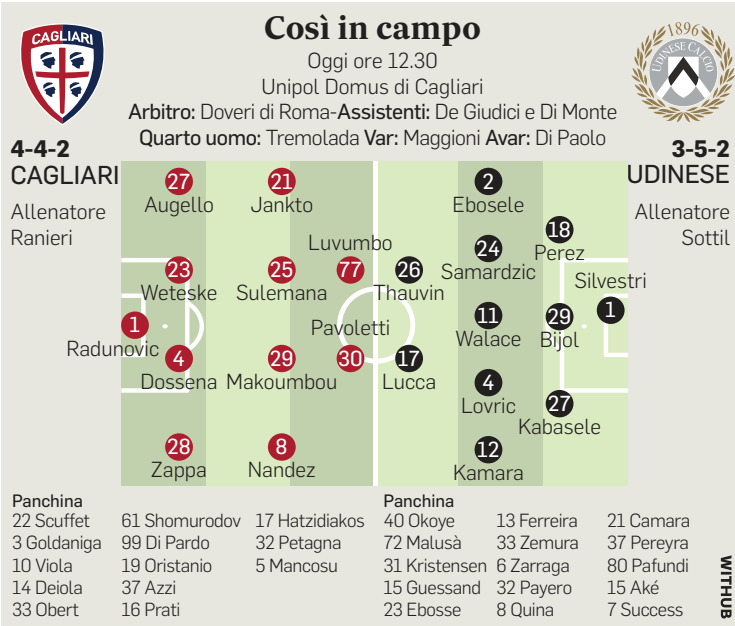 Così in campo
Oggi ore 12.30
Unipol Domus di Cagliari
Arbitro: Doveri di Roma-Assistenti: De Giudici e Di Monte
Quarto uomo: Tremolada Var: Maggioni Avar: Di Paolo
CAGLIARI
1896
UDINESE CALCIO
4-4-2
CAGLIARI
Allenatore
Ranieri
3-5-2
UDINESE
Allenatore
Sottil
1
Radunovic
27
Augello
23
Weteske
4
Dossena
28
Zappa
21
Jankto
25
Sulemana
29
Makoumbou
8
Nandez
Luvumbo
77
Pavoletti
30
26
Thauvin
17
Lucca
2
Ebosele
24
Samardzic
11
Walace
4
Lovric
12
Kamara
18
Perez
29
Bijol
27
Kabasele
Silvestri
1
Panchina
22 Scuffet
3 Goldaniga
10 Viola
14 Deiola
33 Obert
61 Shomurodov
99 Di Pardo
19 Oristanio
37 Azzi
16 Prati
17 Hatzidiakos
32 Petagna
5 Mancosu
Panchina
40 Okoye
72 Malusà
31 Kristensen
15 Guessand
23 Ebosse
13 Ferreira
33 Zemura
6 Zarraga
32 Payero
8 Quina
21 Camara
37 Pereyra
80 Pafundi
15 Aké
7 Success
WITHUB